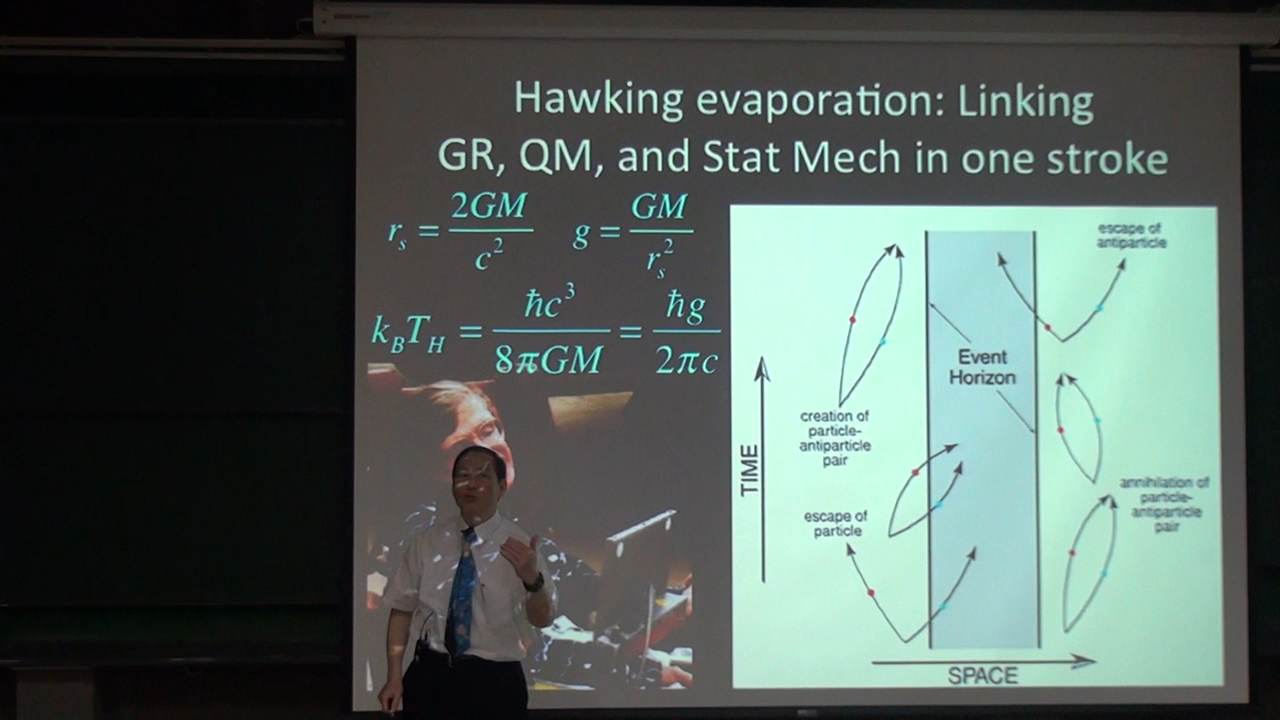 Hawking evaporation: Linking
GR, QM, and Stat Mech in one stroke
r_s = 2GM / c^2    g = GM / r_s^2
k_B T_H = ħc^3 / 8πGM = ħg / 2πc
escape of
antiparticle
Event
Horizon
creation of
particle-
antiparticle
pair
TIME
annihilation of
particle-
antiparticle
pair
escape of
particle
SPACE